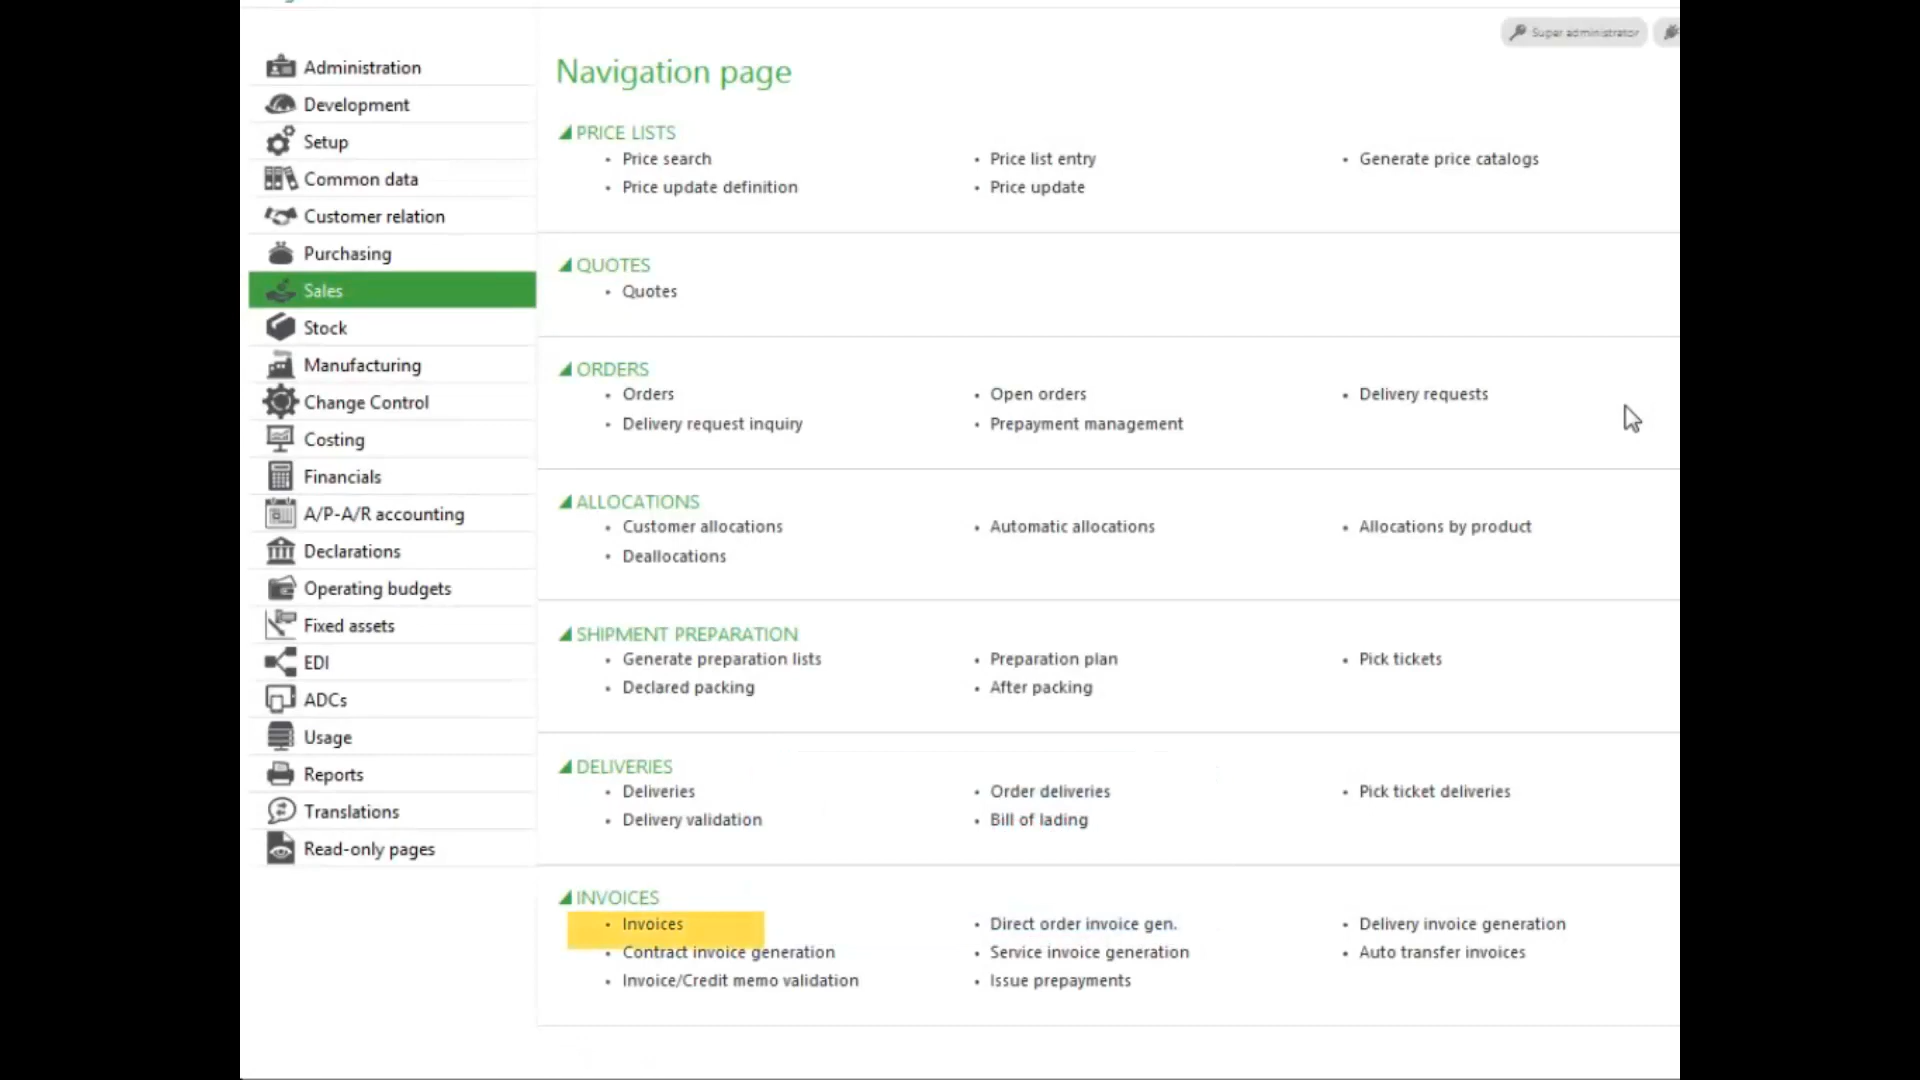 Super administrator
Administration
Development
Setup
Common data
Customer relation
Purchasing
Sales
Stock
Manufacturing
Change Control
Costing
Financials
A/P-A/R accounting
Declarations
Operating budgets
Fixed assets
EDI
ADCs
Usage
Reports
Translations
Read-only pages
Navigation page
PRICE LISTS
• Price search • Price list entry • Generate price catalogs
• Price update definition • Price update
QUOTES
• Quotes
ORDERS
• Orders • Open orders • Delivery requests
• Delivery request inquiry • Prepayment management
ALLOCATIONS
• Customer allocations • Automatic allocations • Allocations by product
• Deallocations
SHIPMENT PREPARATION
• Generate preparation lists • Preparation plan • Pick tickets
• Declared packing • After packing
DELIVERIES
• Deliveries • Order deliveries • Pick ticket deliveries
• Delivery validation • Bill of lading
INVOICES
• Invoices • Direct order invoice gen. • Delivery invoice generation
• Contract invoice generation • Service invoice generation • Auto transfer invoices
• Invoice/Credit memo validation • Issue prepayments